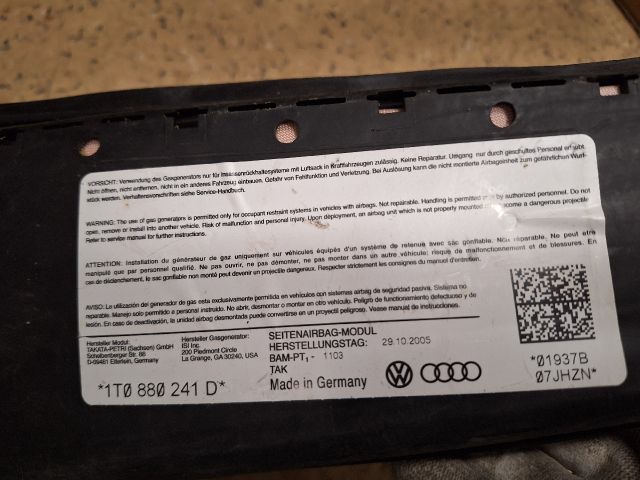 VORSICHT: Verwendung des Gasgenerators nur für Insassenrückhaltesysteme mit Luftsack in Kraftfahrzeugen zulässig. Keine Reparatur. Umgang nur durch geschultes Personal erlaubt.
Nicht öffnen, nicht entfernen, nicht in ein anderes Fahrzeug einbauen. Gefahr von Fehlfunktion und Verletzung. Bei Auslösung kann die nicht montierte Airbageinheit zum gefährlichen Wurf-
stück werden. Verhaltensvorschriften siehe Service-Handbuch.
WARNING: The use of gas generators is permitted only for occupant restraint systems in vehicles with airbags. Not repairable. Handling is permitted only by authorized personnel. Do not
open, remove or install into another vehicle. Risk of malfunction and personal injury. Upon deployment, an airbag unit which is not properly mounted can become a dangerous projectile
Refer to service manual for further instructions.
ATTENTION: Installation du générateur de gaz uniquement sur véhicules équipés d'un système de retenue avec sac gonflable. Non réparable. Ne peut être
manipulé que par personnel qualifié. Ne pas ouvrir, ne pas démonter, ne pas monter dans un autre véhicule: risque de mauvais fonctionnement et de blessures. En
cas de déclenchement, le sac gonflable non monté peut devenir un projectile dangereux. Respecter strictement les consignes du manuel d'entretien.
AVISO: La utilización del generador de gas esta exclusivamente permitida en vehículos con sistemas airbag de seguridad pasiva. Sistema no
reparable. Manejo solo permitido a personal instruido. No abrir, desmontar o montar en otro vehículo. Peligro de funcionamiento defectuoso y de
lesión. En caso de deactivación, la unidad airbag desmontada puede convertirse en un proyectil peligroso. Vease manual de instrucciones.
Hersteller Modul:
TAKATA-PETRI (Sachsen) GmbH
Scheibenberger Str. 88
D-09481 Elterlein, Germany
Hersteller Gasgenerator:
ISI Inc.
200 Piedmont Circle
La Grange, GA 30240, USA
SEITENAIRBAG-MODUL
HERSTELLUNGSTAG: 29.10.2005
BAM-PT1 - 1103
TAK
Made in Germany
*1T0 880 241 D*
*01937B
07JHZN*